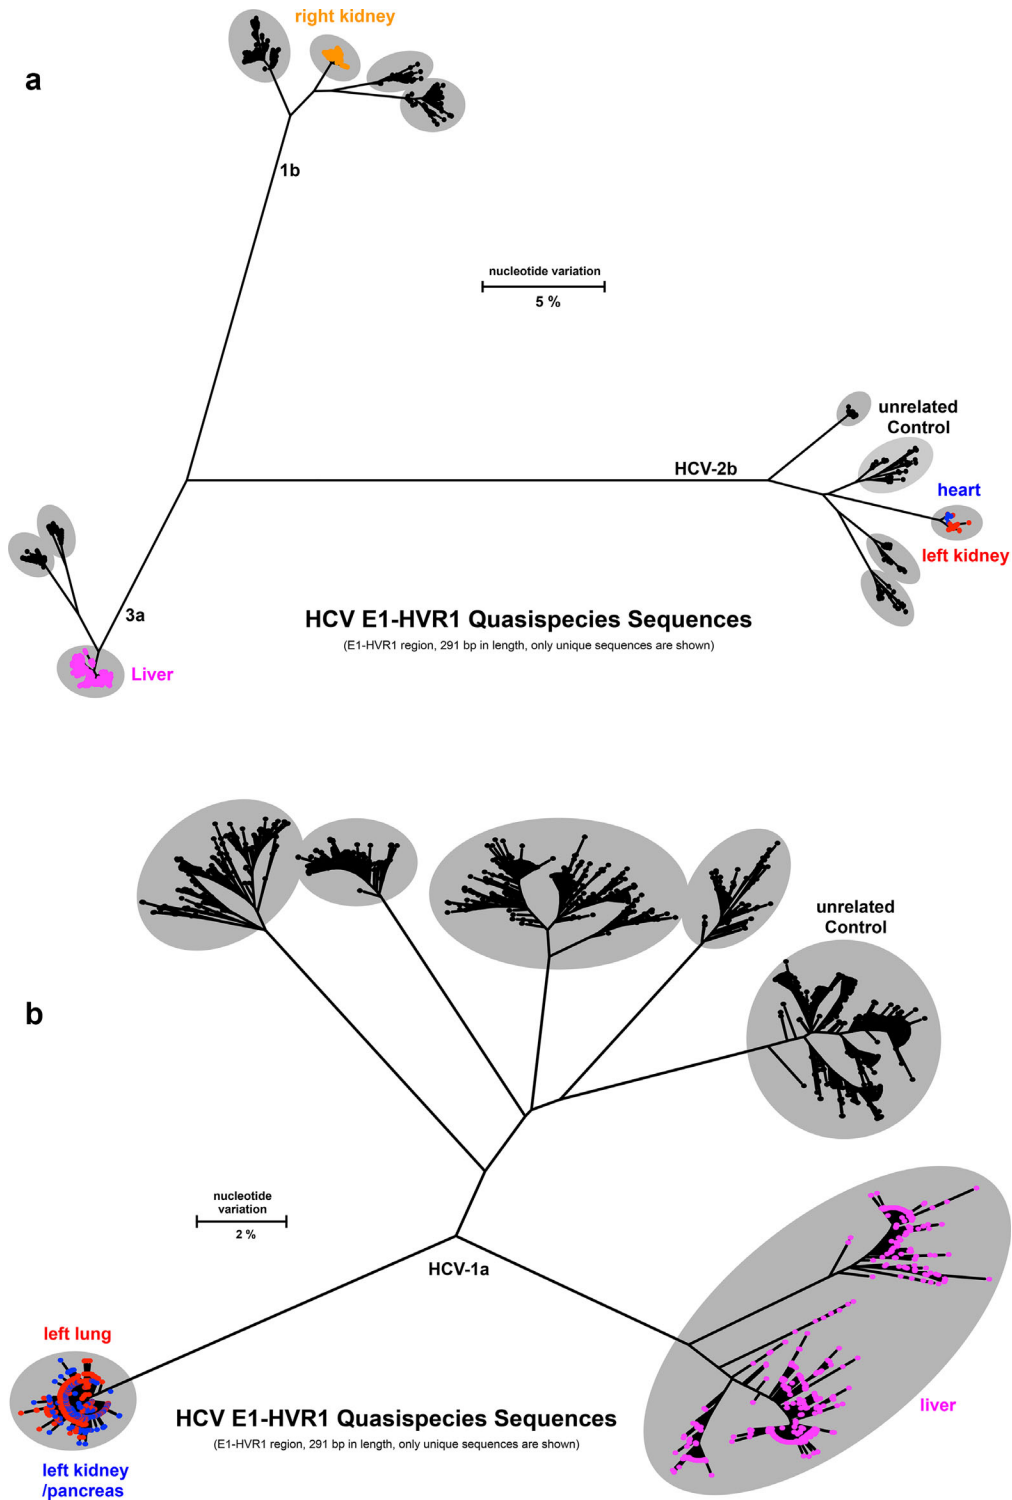 right kidney
a
1b
nucleotide variation
5 %
unrelated
Control
HCV-2b
heart
left kidney
3a
HCV E1-HVR1 Quasispecies Sequences
(E1-HVR1 region, 291 bp in length, only unique sequences are shown)
Liver
unrelated
Control
b
nucleotide
variation
2 %
HCV-1a
left lung
liver
HCV E1-HVR1 Quasispecies Sequences
(E1-HVR1 region, 291 bp in length, only unique sequences are shown)
left kidney
/pancreas